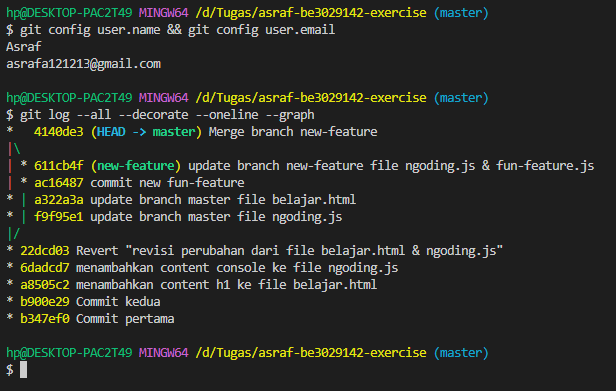 hp@DESKTOP-PAC2T49 MINGW64 /d/Tugas/asraf-be3029142-exercise (master)
$ git config user.name && git config user.email
Asraf
asrafa121213@gmail.com
hp@DESKTOP-PAC2T49 MINGW64 /d/Tugas/asraf-be3029142-exercise (master)
$ git log --all --decorate --oneline --graph
*   4140de3 (HEAD -> master) Merge branch new-feature
|\
| * 611cb4f (new-feature) update branch new-feature file ngoding.js & fun-feature.js
| * ac16487 commit new fun-feature
* | a322a3a update branch master file belajar.html
* | f9f95e1 update branch master file ngoding.js
|/
* 22dcd03 Revert "revisi perubahan dari file belajar.html & ngoding.js"
* 6dadcd7 menambahkan content console ke file ngoding.js
* a8505c2 menambahkan content h1 ke file belajar.html
* b900e29 Commit kedua
* b347ef0 Commit pertama
hp@DESKTOP-PAC2T49 MINGW64 /d/Tugas/asraf-be3029142-exercise (master)
$